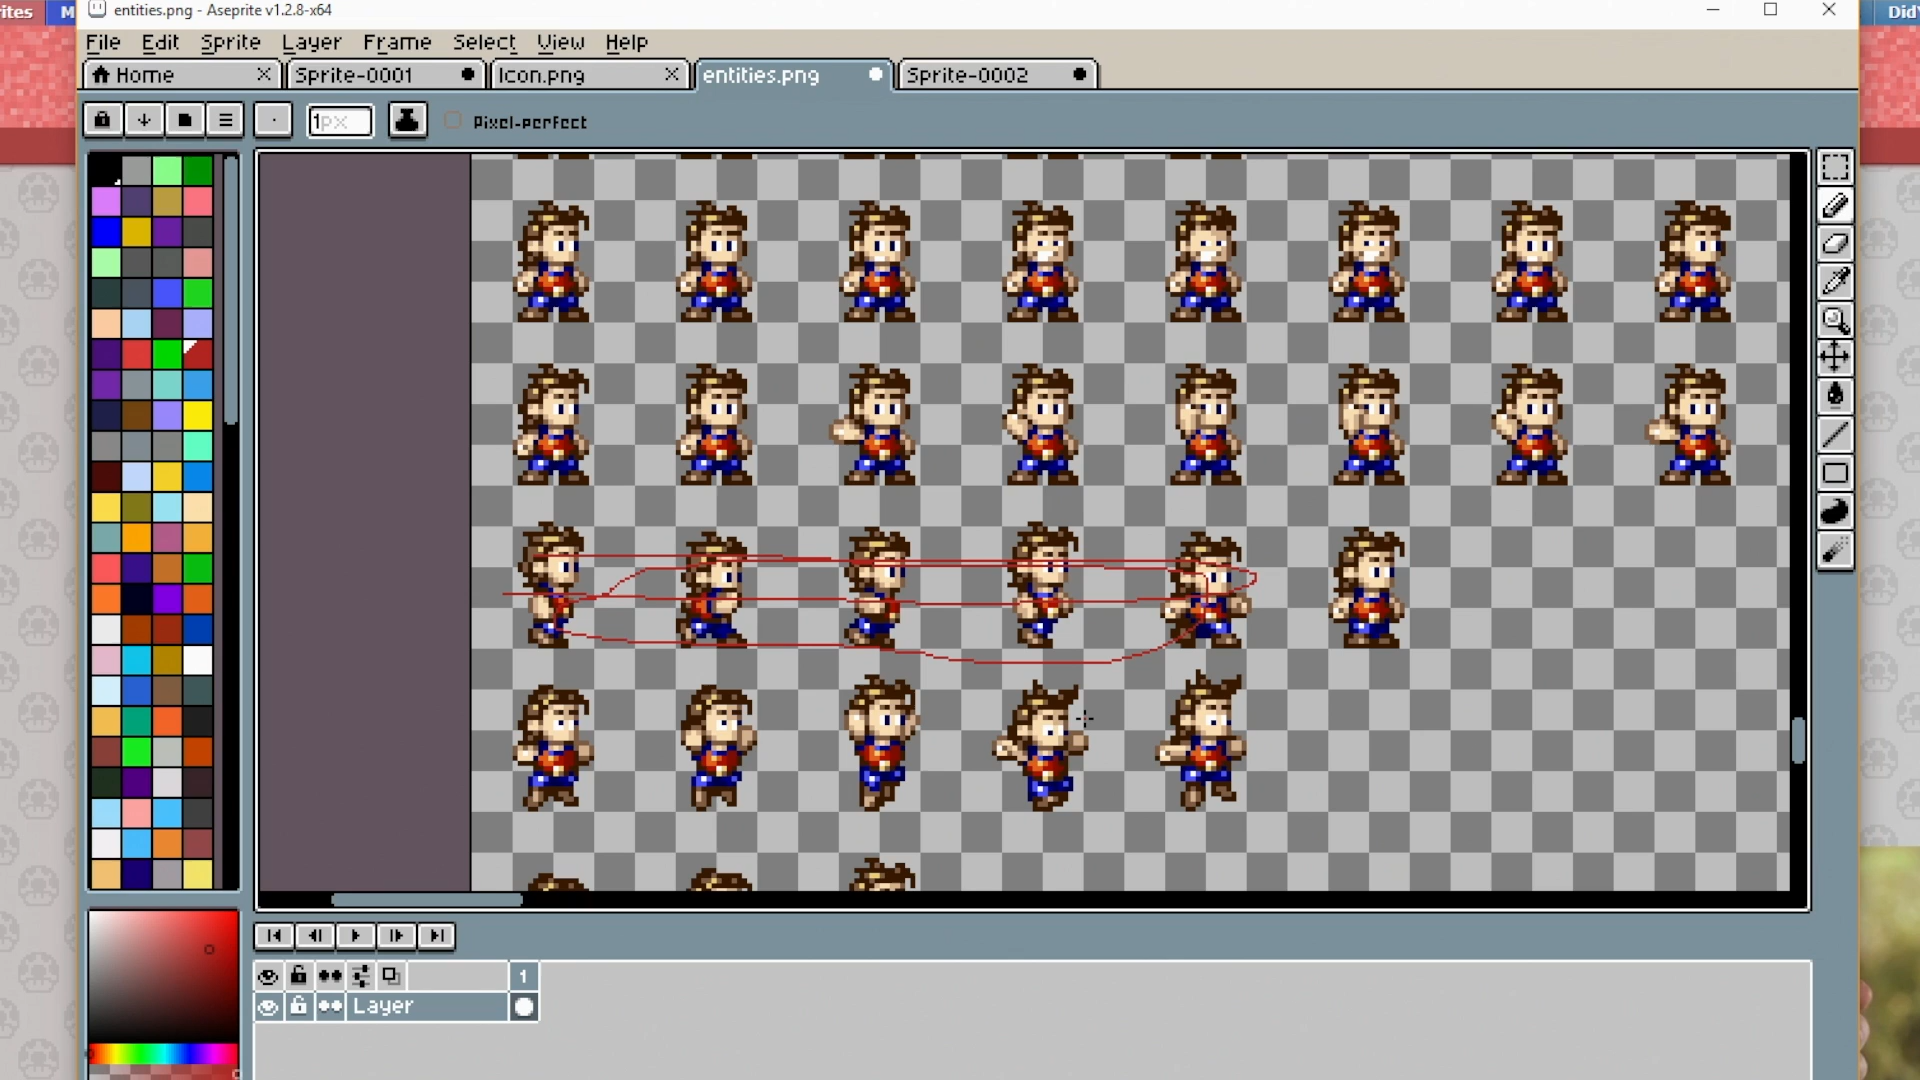 ites
M
entities.png - Aseprite v1.2.8-x64
Did
File Edit Sprite Layer Frame Select View Help
Home
Sprite-0001
Icon.png
entities.png
Sprite-0002
1px
Pixel-perfect
1
Layer